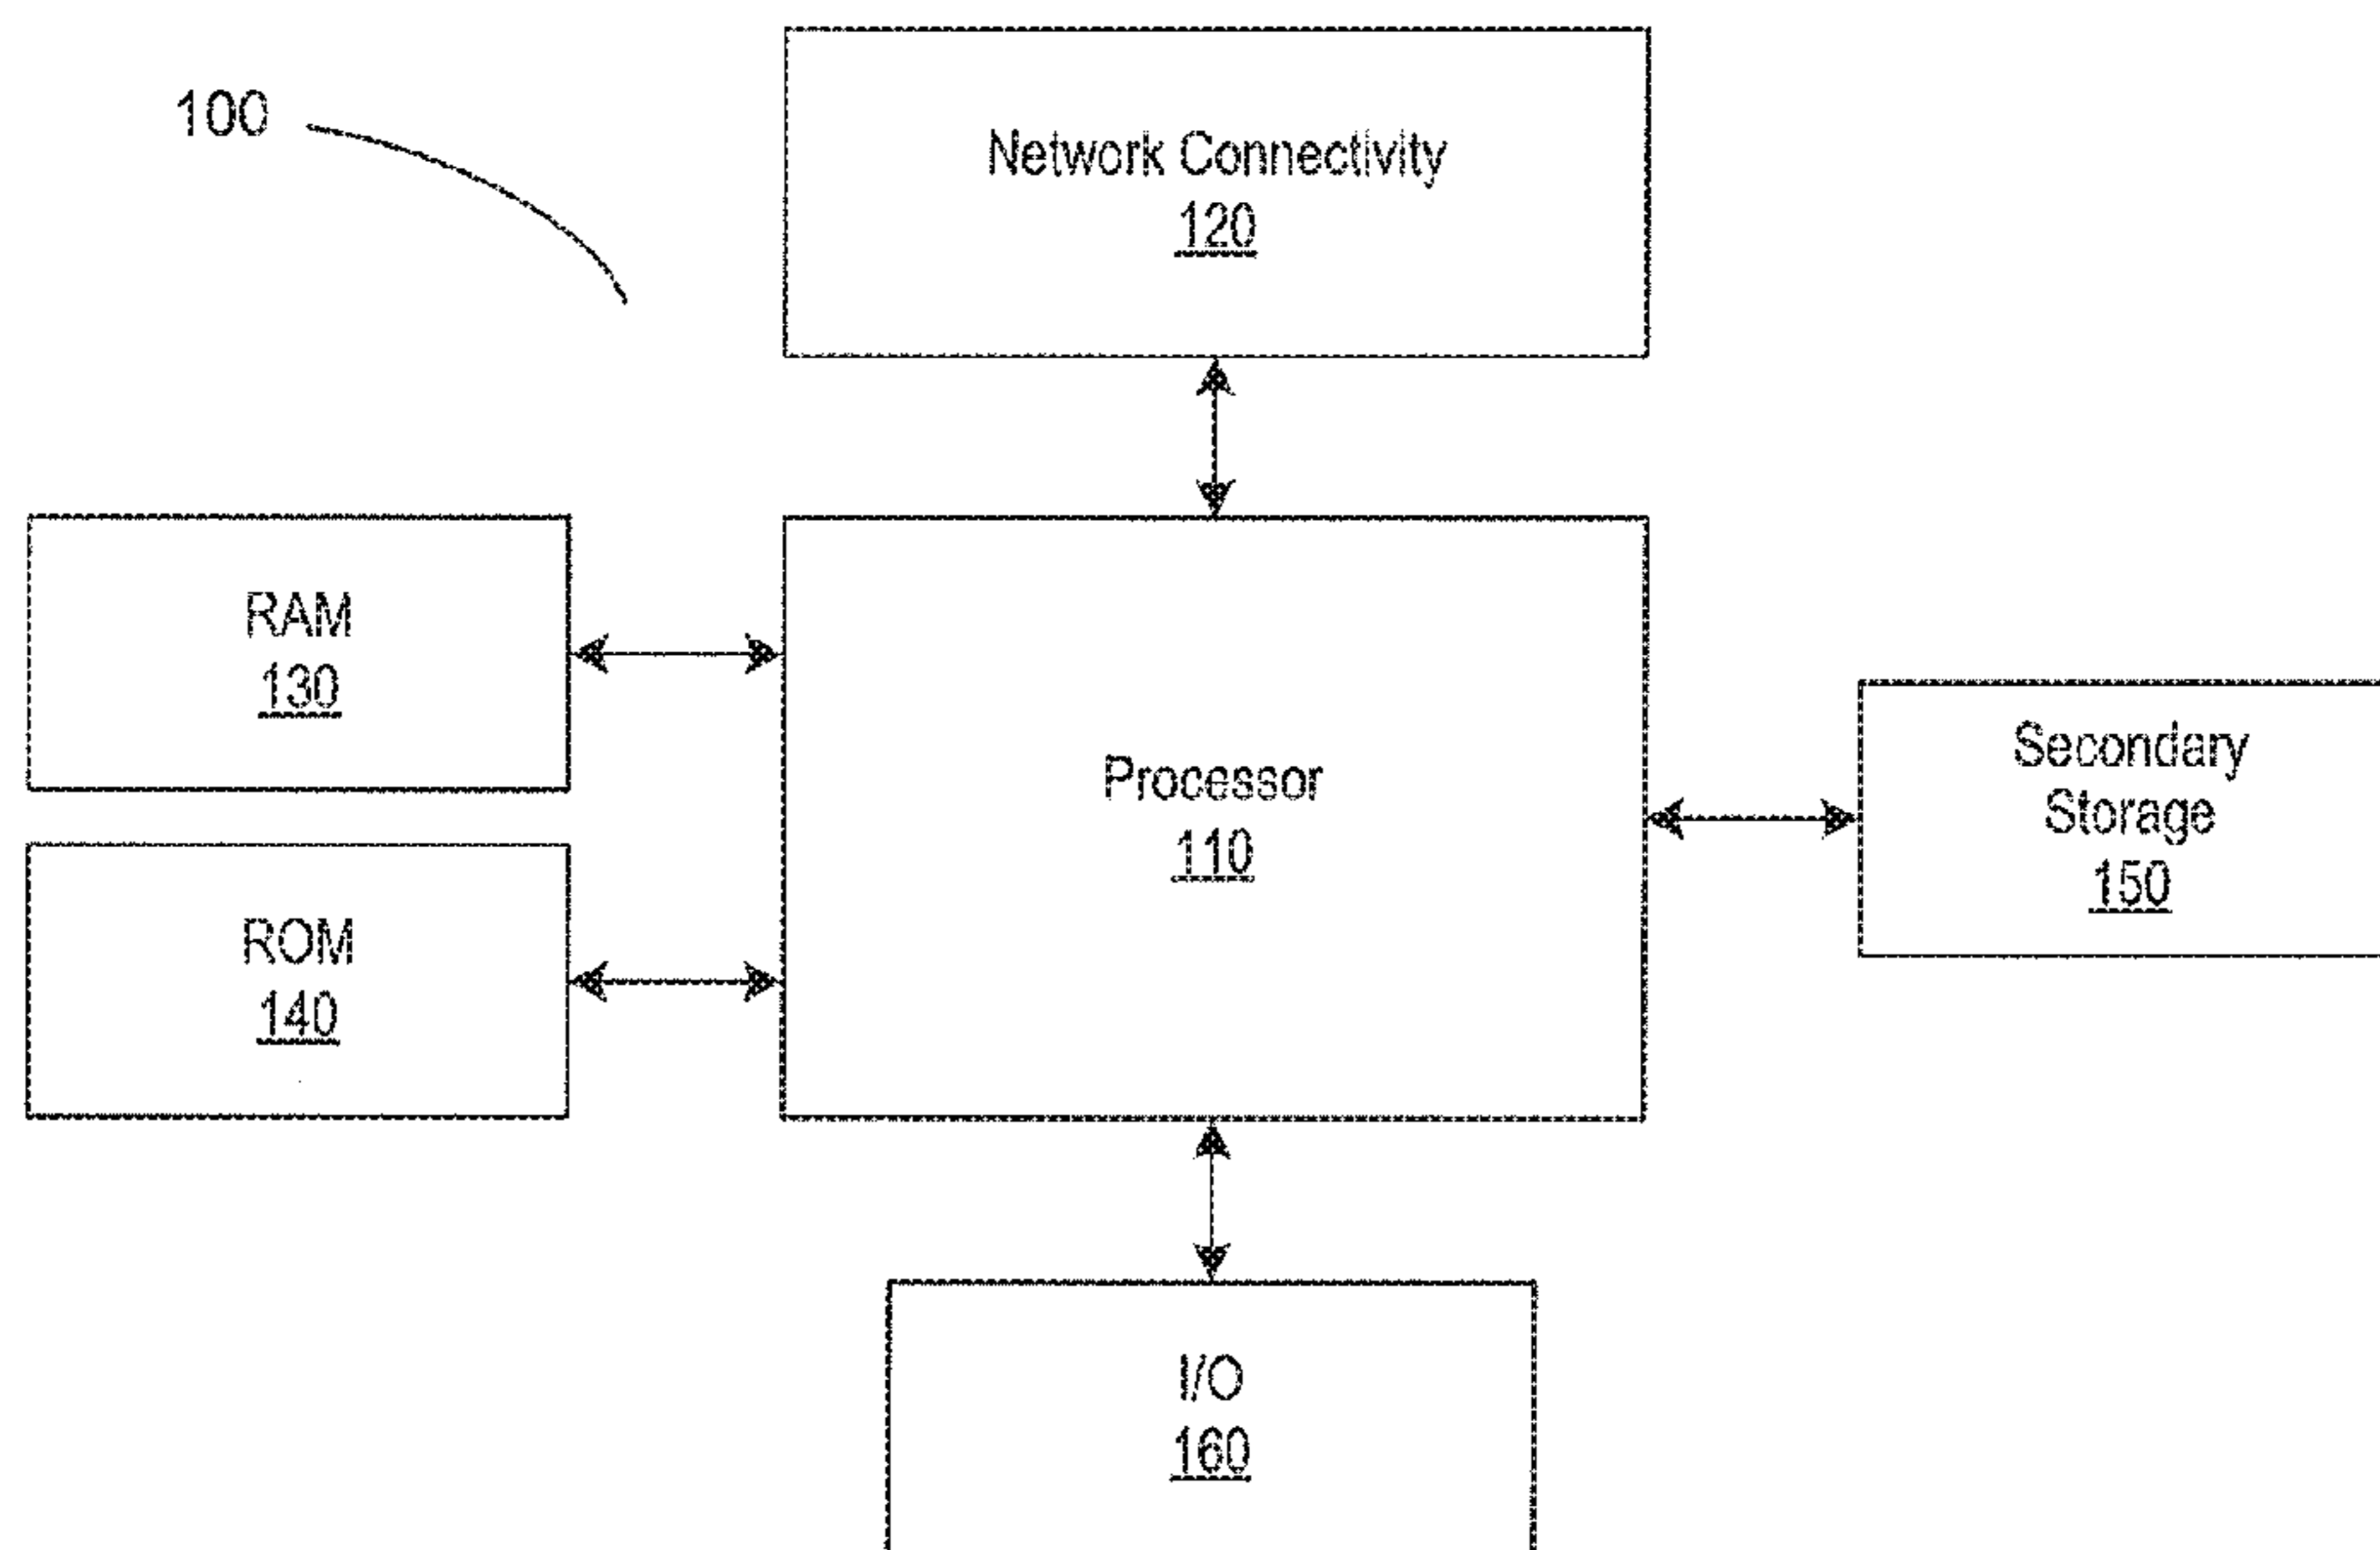 100
Network Connectivity
120
RAM
130
Processor
110
Secondary
Storage
150
ROM
140
I/O
160